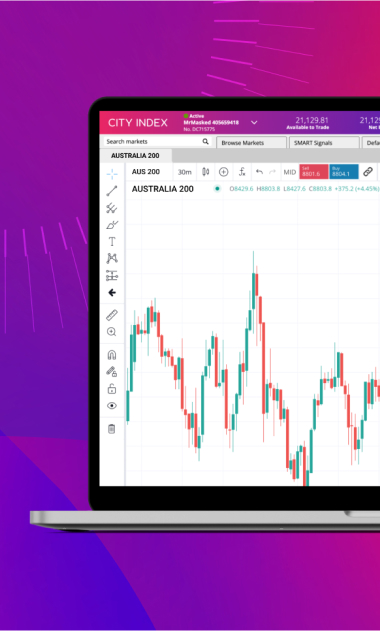 CITY INDEX
Active
MrMasked 405659418
No. DC715775
21,129.81
Available to Trade
21,129
Net
Search markets
Browse Markets
SMART Signals
Defa
AUSTRALIA 200
AUS 200
30m
MID
Sell
8801.6
Buy
8804.1
AUSTRALIA 200
O8429.6 H8803.8 L8427.6 C8803.8 +375.2 (+4.45%)